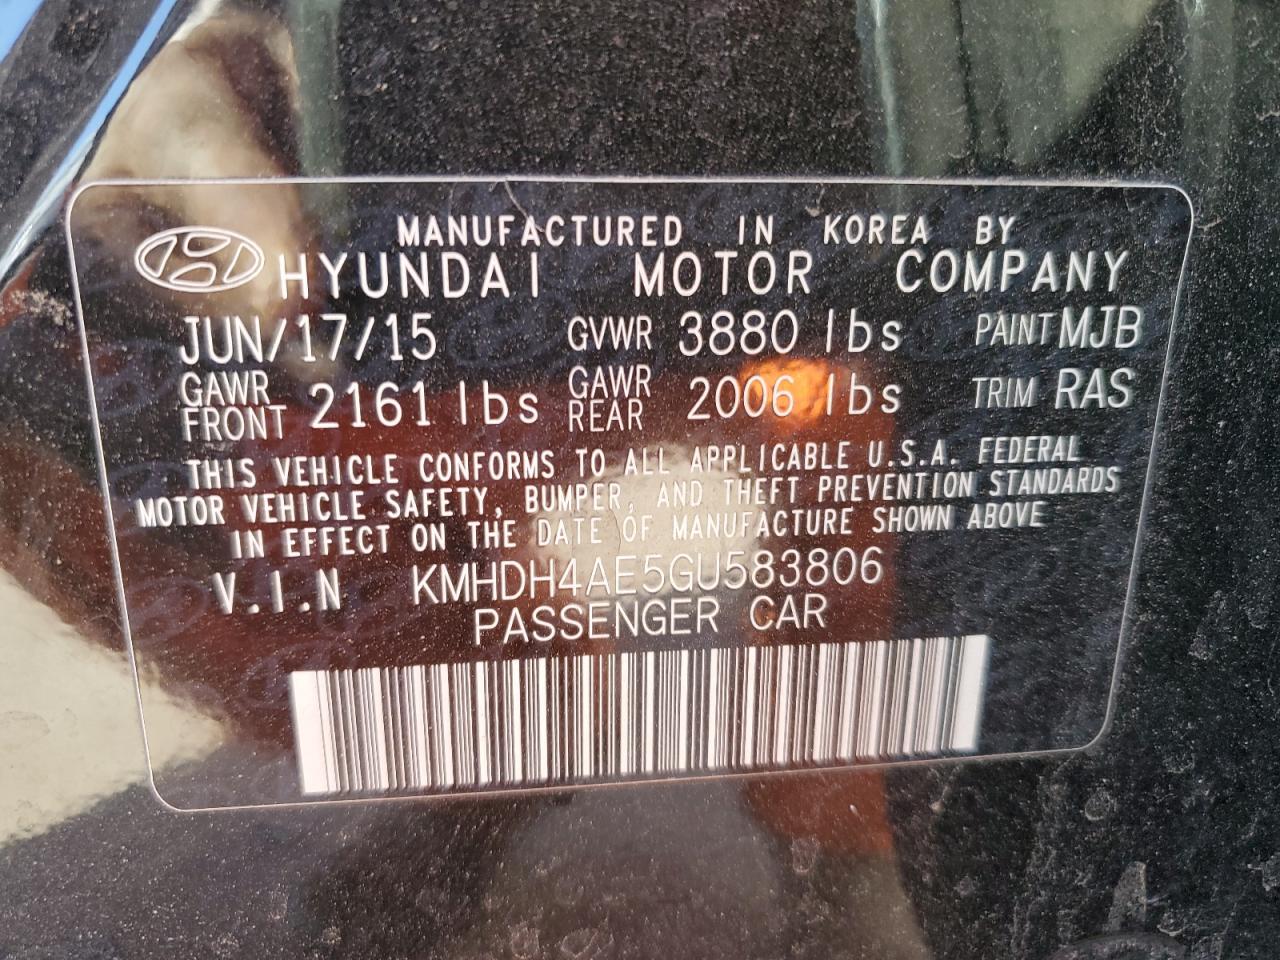 MANUFACTURED IN KOREA BY
HYUNDAI MOTOR COMPANY
JUN/17/15 GVWR 3880 lbs PAINT MJB
GAWR FRONT 2161 lbs GAWR REAR 2006 lbs TRIM RAS
THIS VEHICLE CONFORMS TO ALL APPLICABLE U.S.A. FEDERAL
MOTOR VEHICLE SAFETY, BUMPER, AND THEFT PREVENTION STANDARDS
IN EFFECT ON THE DATE OF MANUFACTURE SHOWN ABOVE
V.I.N KMHDH4AE5GU583806
PASSENGER CAR